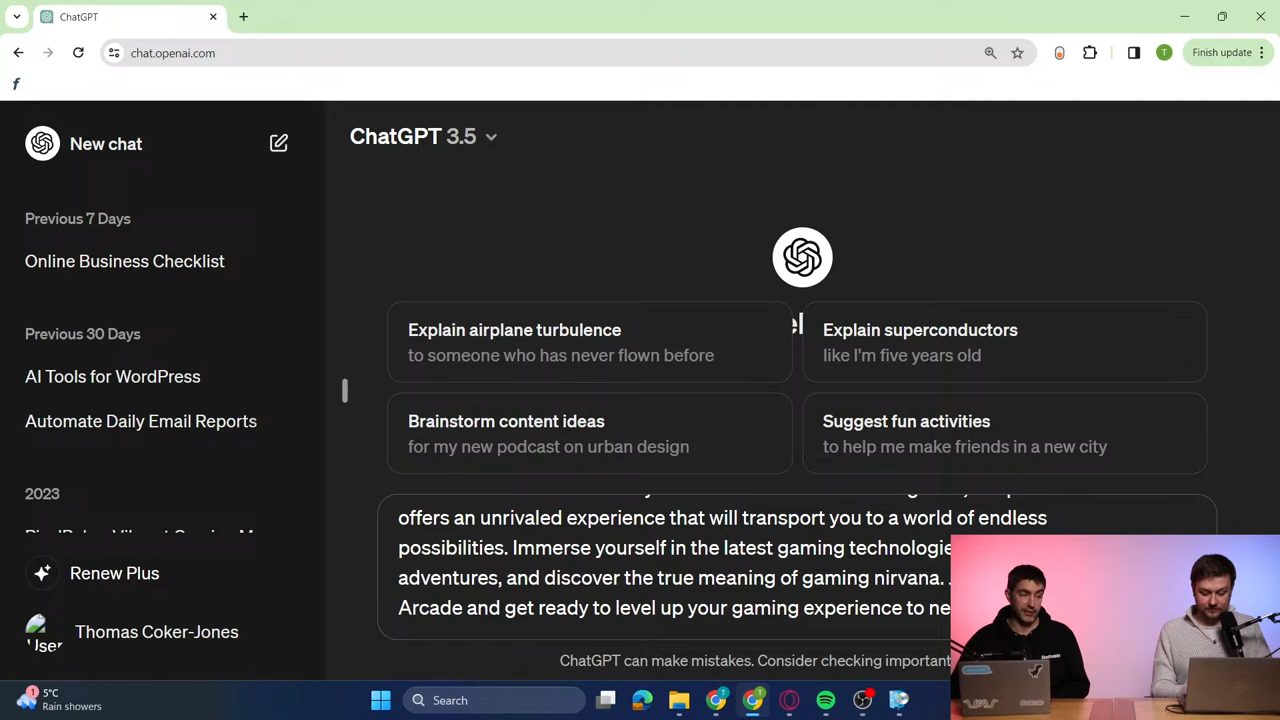 ChatGPT
chat.openai.com
Finish update
f
New chat
ChatGPT 3.5
Previous 7 Days
Online Business Checklist
Previous 30 Days
AI Tools for WordPress
Automate Daily Email Reports
2023
Renew Plus
User
Thomas Coker-Jones
Explain airplane turbulence
to someone who has never flown before
Explain superconductors
like I'm five years old
Brainstorm content ideas
for my new podcast on urban design
Suggest fun activities
to help me make friends in a new city
offers an unrivaled experience that will transport you to a world of endless
possibilities. Immerse yourself in the latest gaming
adventures, and discover the true meaning of gaming nirvana.
Arcade and get ready to level up your gaming experience to
ChatGPT can make mistakes. Consider checking important
1
5°C
Rain showers
Search
T